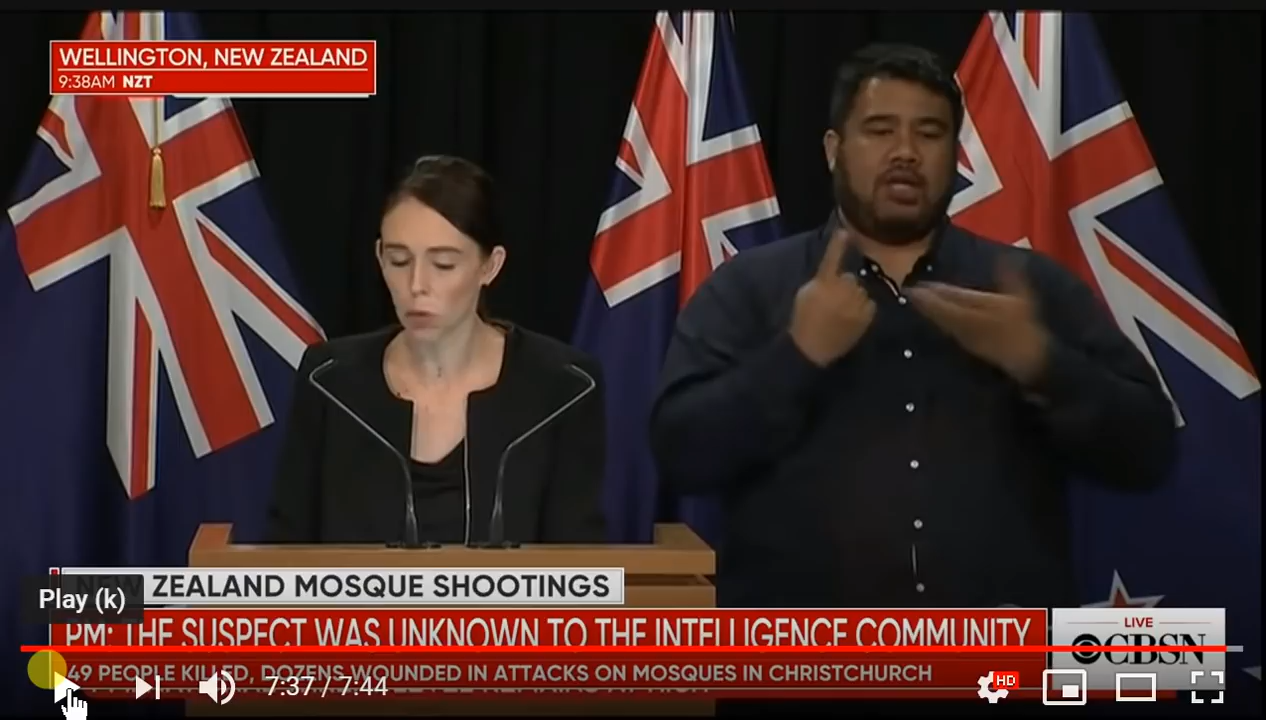 WELLINGTON, NEW ZEALAND
9:38AM NZT
ZEALAND MOSQUE SHOOTINGS
Play (k)
PM: THE SUSPECT WAS UNKNOWN TO THE INTELLIGENCE COMMUNITY
LIVE
CBSN
49 PEOPLE KILLED, DOZENS WOUNDED IN ATTACKS ON MOSQUES IN CHRISTCHURCH
7:37 / 7:44
HD